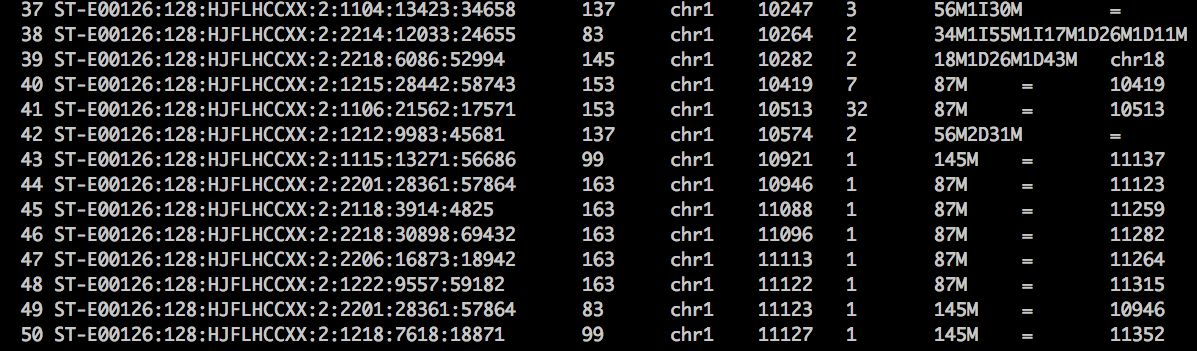 37 ST-E00126:128:HJFLHCCXX:2:1104:13423:34658 137 chr1 10247 3 56M1I30M =
38 ST-E00126:128:HJFLHCCXX:2:2214:12033:24655 83 chr1 10264 2 34M1I55M1I17M1D26M1D11M
39 ST-E00126:128:HJFLHCCXX:2:2218:6086:52994 145 chr1 10282 2 18M1D26M1D43M chr18
40 ST-E00126:128:HJFLHCCXX:2:1215:28442:58743 153 chr1 10419 7 87M = 10419
41 ST-E00126:128:HJFLHCCXX:2:1106:21562:17571 153 chr1 10513 32 87M = 10513
42 ST-E00126:128:HJFLHCCXX:2:1212:9983:45681 137 chr1 10574 2 56M2D31M =
43 ST-E00126:128:HJFLHCCXX:2:1115:13271:56686 99 chr1 10921 1 145M = 11137
44 ST-E00126:128:HJFLHCCXX:2:2201:28361:57864 163 chr1 10946 1 87M = 11123
45 ST-E00126:128:HJFLHCCXX:2:2118:3914:4825 163 chr1 11088 1 87M = 11259
46 ST-E00126:128:HJFLHCCXX:2:2218:30898:69432 163 chr1 11096 1 87M = 11282
47 ST-E00126:128:HJFLHCCXX:2:2206:16873:18942 163 chr1 11113 1 87M = 11264
48 ST-E00126:128:HJFLHCCXX:2:1222:9557:59182 163 chr1 11122 1 87M = 11315
49 ST-E00126:128:HJFLHCCXX:2:2201:28361:57864 83 chr1 11123 1 145M = 10946
50 ST-E00126:128:HJFLHCCXX:2:1218:7618:18871 99 chr1 11127 1 145M = 11352